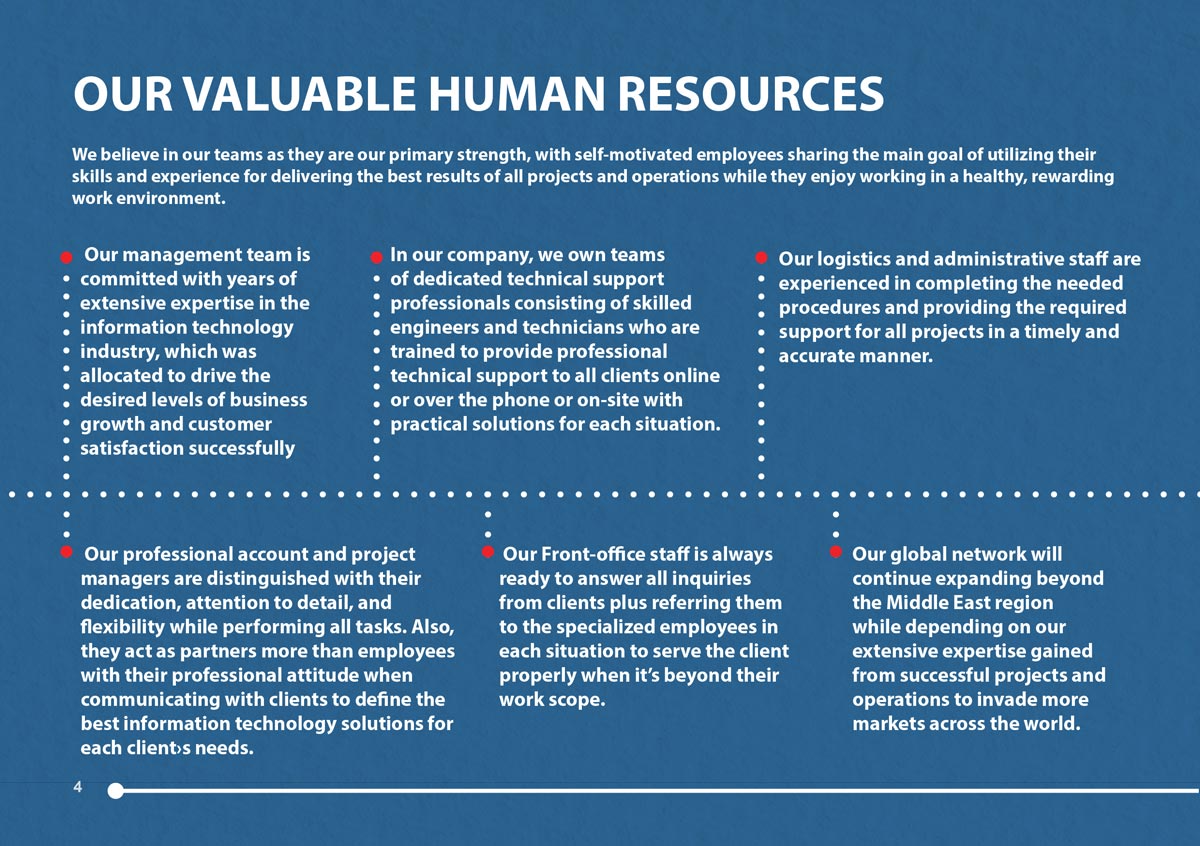 OUR VALUABLE HUMAN RESOURCES
We believe in our teams as they are our primary strength, with self-motivated employees sharing the main goal of utilizing their
skills and experience for delivering the best results of all projects and operations while they enjoy working in a healthy, rewarding
work environment.
Our management team is
committed with years of
extensive expertise in the
information technology
industry, which was
allocated to drive the
desired levels of business
growth and customer
satisfaction successfully
In our company, we own teams
of dedicated technical support
professionals consisting of skilled
engineers and technicians who are
trained to provide professional
technical support to all clients online
or over the phone or on-site with
practical solutions for each situation.
Our logistics and administrative staff are
experienced in completing the needed
procedures and providing the required
support for all projects in a timely and
accurate manner.
Our professional account and project
managers are distinguished with their
dedication, attention to detail, and
flexibility while performing all tasks. Also,
they act as partners more than employees
with their professional attitude when
communicating with clients to define the
best information technology solutions for
each client›s needs.
Our Front-office staff is always
ready to answer all inquiries
from clients plus referring them
to the specialized employees in
each situation to serve the client
properly when it’s beyond their
work scope.
Our global network will
continue expanding beyond
the Middle East region
while depending on our
extensive expertise gained
from successful projects and
operations to invade more
markets across the world.
4